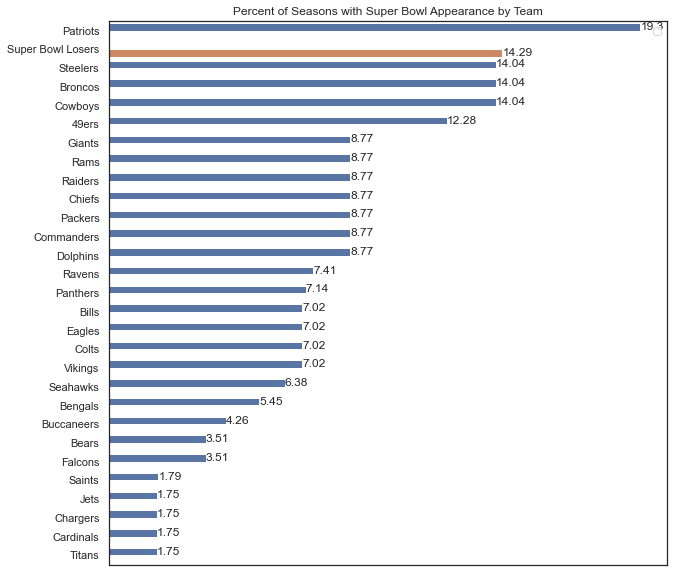 Percent of Seasons with Super Bowl Appearance by Team
Patriots 19.3
Super Bowl Losers 14.29
Steelers 14.04
Broncos 14.04
Cowboys 14.04
49ers 12.28
Giants 8.77
Rams 8.77
Raiders 8.77
Chiefs 8.77
Packers 8.77
Commanders 8.77
Dolphins 8.77
Ravens 7.41
Panthers 7.14
Bills 7.02
Eagles 7.02
Colts 7.02
Vikings 7.02
Seahawks 6.38
Bengals 5.45
Buccaneers 4.26
Bears 3.51
Falcons 3.51
Saints 1.79
Jets 1.75
Chargers 1.75
Cardinals 1.75
Titans 1.75